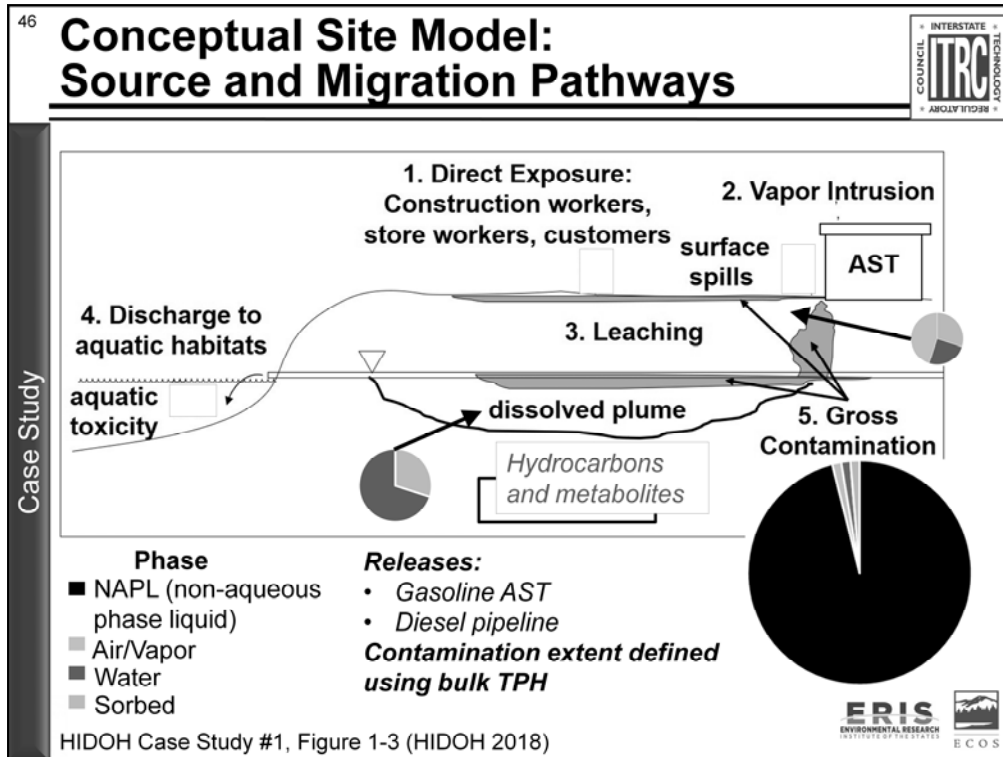 46
Conceptual Site Model:
Source and Migration Pathways
INTERSTATE
TECHNOLOGY
REGULATORY
COUNCIL
ITRC
Case Study
1. Direct Exposure:
Construction workers,
store workers, customers
2. Vapor Intrusion
surface
spills
AST
4. Discharge to
aquatic habitats
3. Leaching
aquatic
toxicity
dissolved plume
5. Gross
Contamination
Hydrocarbons
and metabolites
Phase
NAPL (non-aqueous
phase liquid)
Air/Vapor
Water
Sorbed
Releases:
• Gasoline AST
• Diesel pipeline
Contamination extent defined
using bulk TPH
HIDOH Case Study #1, Figure 1-3 (HIDOH 2018)
ERIS
ENVIRONMENTAL RESEARCH
INSTITUTE OF THE STATES
ECOS